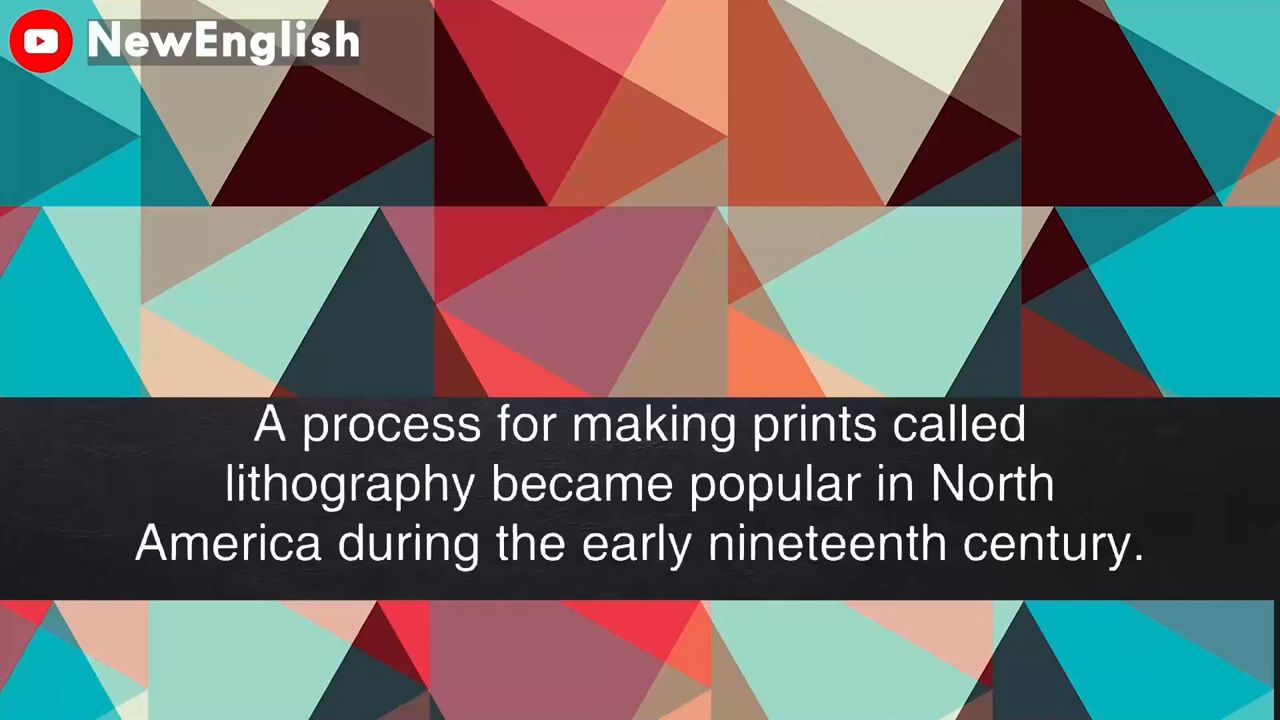 NewEnglish
A process for making prints called
lithography became popular in North
America during the early nineteenth century.